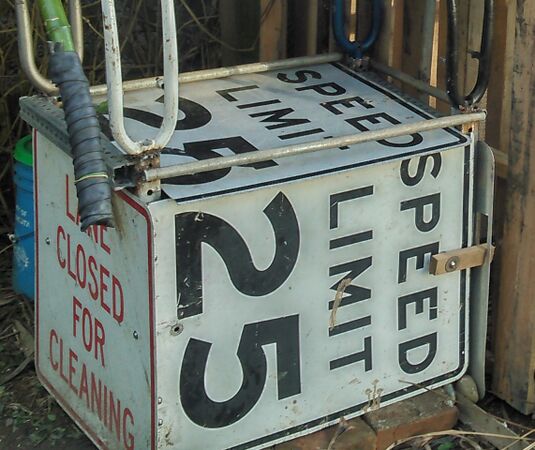 SPEED
LIMIT
25
SPEED
LIMIT
25
LANE
CLOSED
FOR
CLEANING